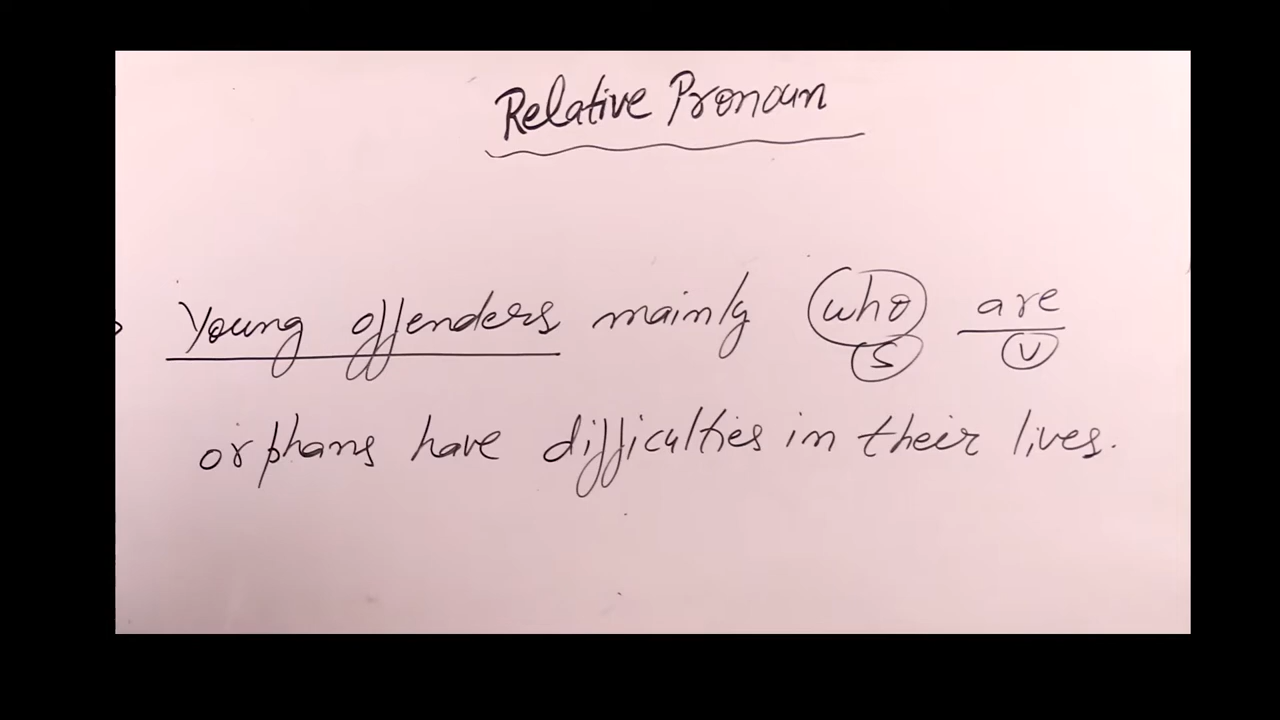 Relative Pronoun
Young offenders mainly who are
S V
orphans have difficulties in their lives.